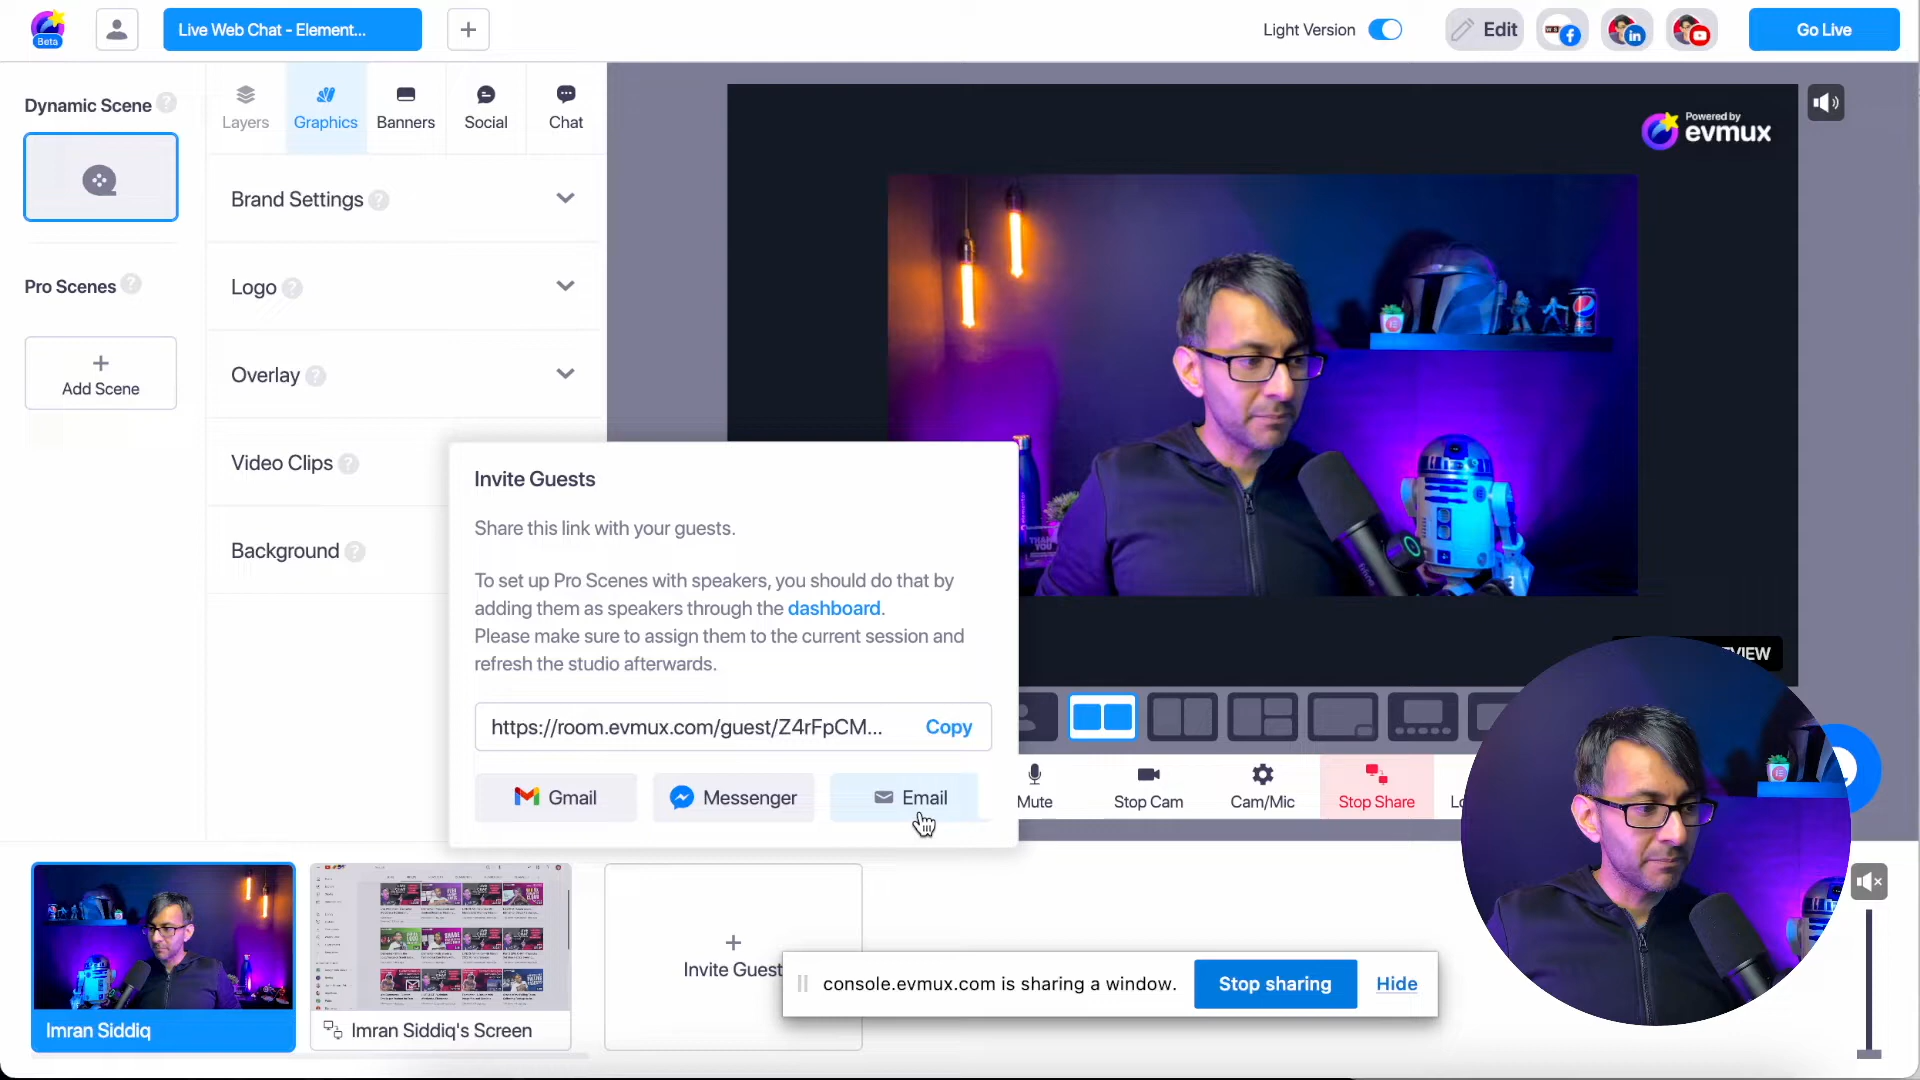 Beta
Live Web Chat - Element...
Light Version
Edit
Go Live
Dynamic Scene
Layers
Graphics
Banners
Social
Chat
Brand Settings
Logo
Overlay
Video Clips
Background
Pro Scenes
Add Scene
Powered by
evmux
Invite Guests
Share this link with your guests.
To set up Pro Scenes with speakers, you should do that by
adding them as speakers through the dashboard.
Please make sure to assign them to the current session and
refresh the studio afterwards.
https://room.evmux.com/guest/Z4rFpCM...
Copy
Gmail
Messenger
Email
Mute
Stop Cam
Cam/Mic
Stop Share
Imran Siddiq
Imran Siddiq's Screen
Invite Guest
console.evmux.com is sharing a window.
Stop sharing
Hide